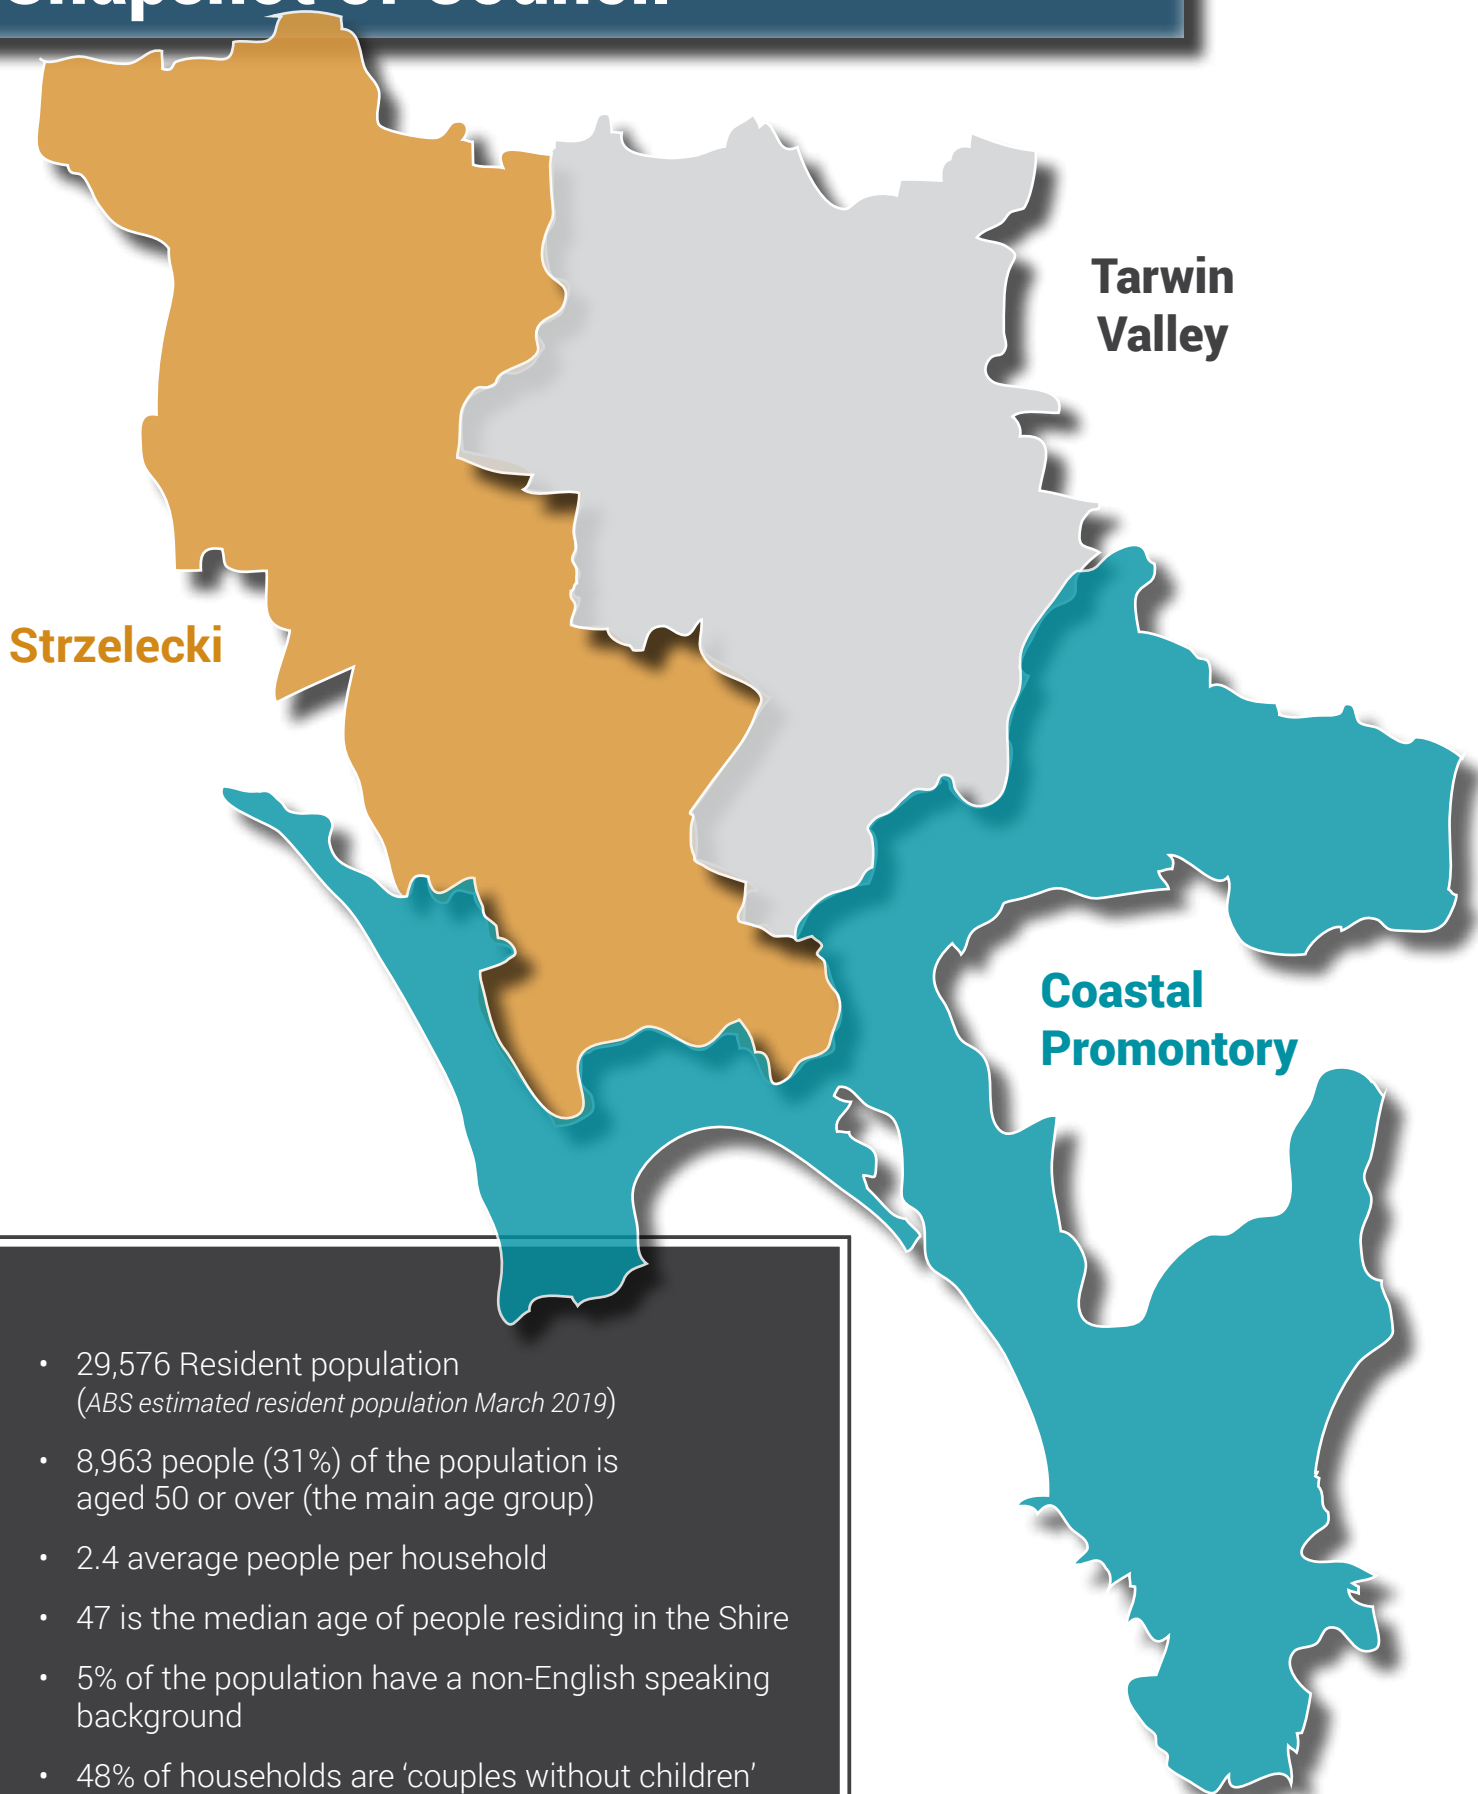 Snapshot of Council
Tarwin
Valley
Strzelecki
Coastal
Promontory
• 29,576 Resident population
(ABS estimated resident population March 2019)
• 8,963 people (31%) of the population is
aged 50 or over (the main age group)
• 2.4 average people per household
• 47 is the median age of people residing in the Shire
• 5% of the population have a non-English speaking
background
• 48% of households are ‘couples without children’